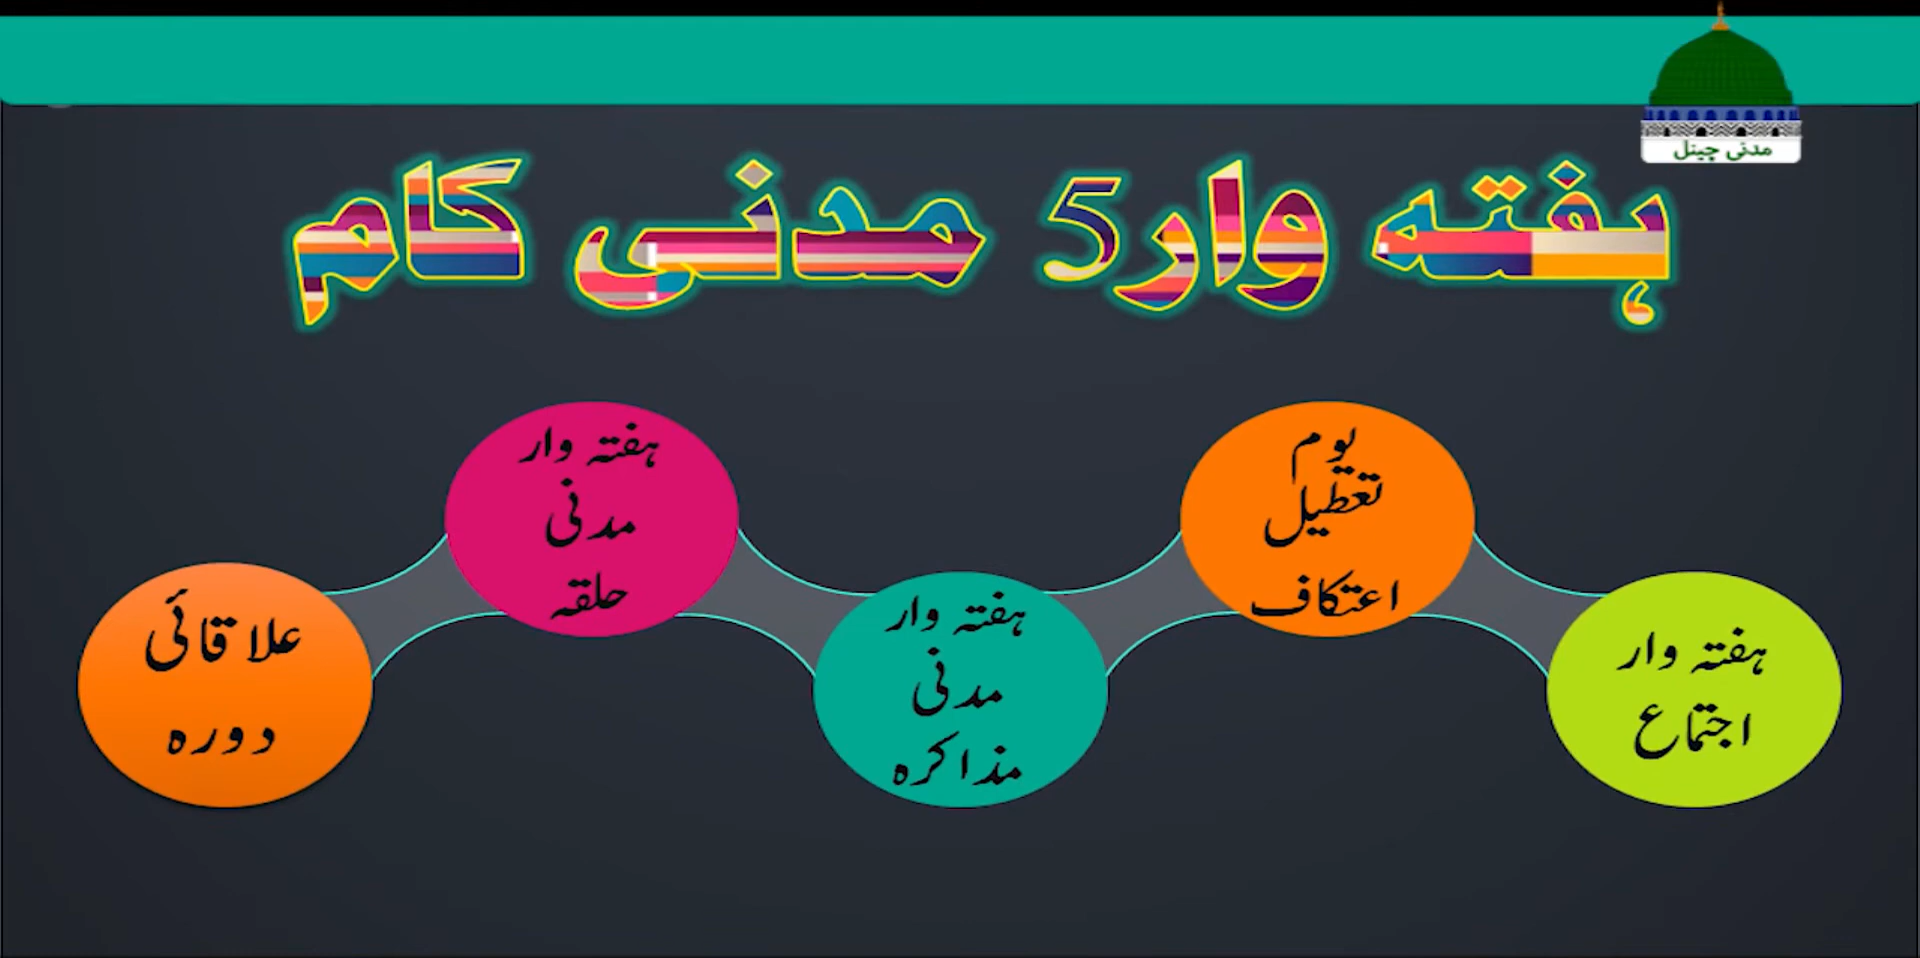 مدنی چینل
ہفتہ وار 5 مدنی کام
ہفتہ وار
اجتماع
یوم
تعطیل
اعتکاف
ہفتہ وار
مدنی
مذاکرہ
ہفتہ وار
مدنی
حلقہ
علاقائی
دورہ